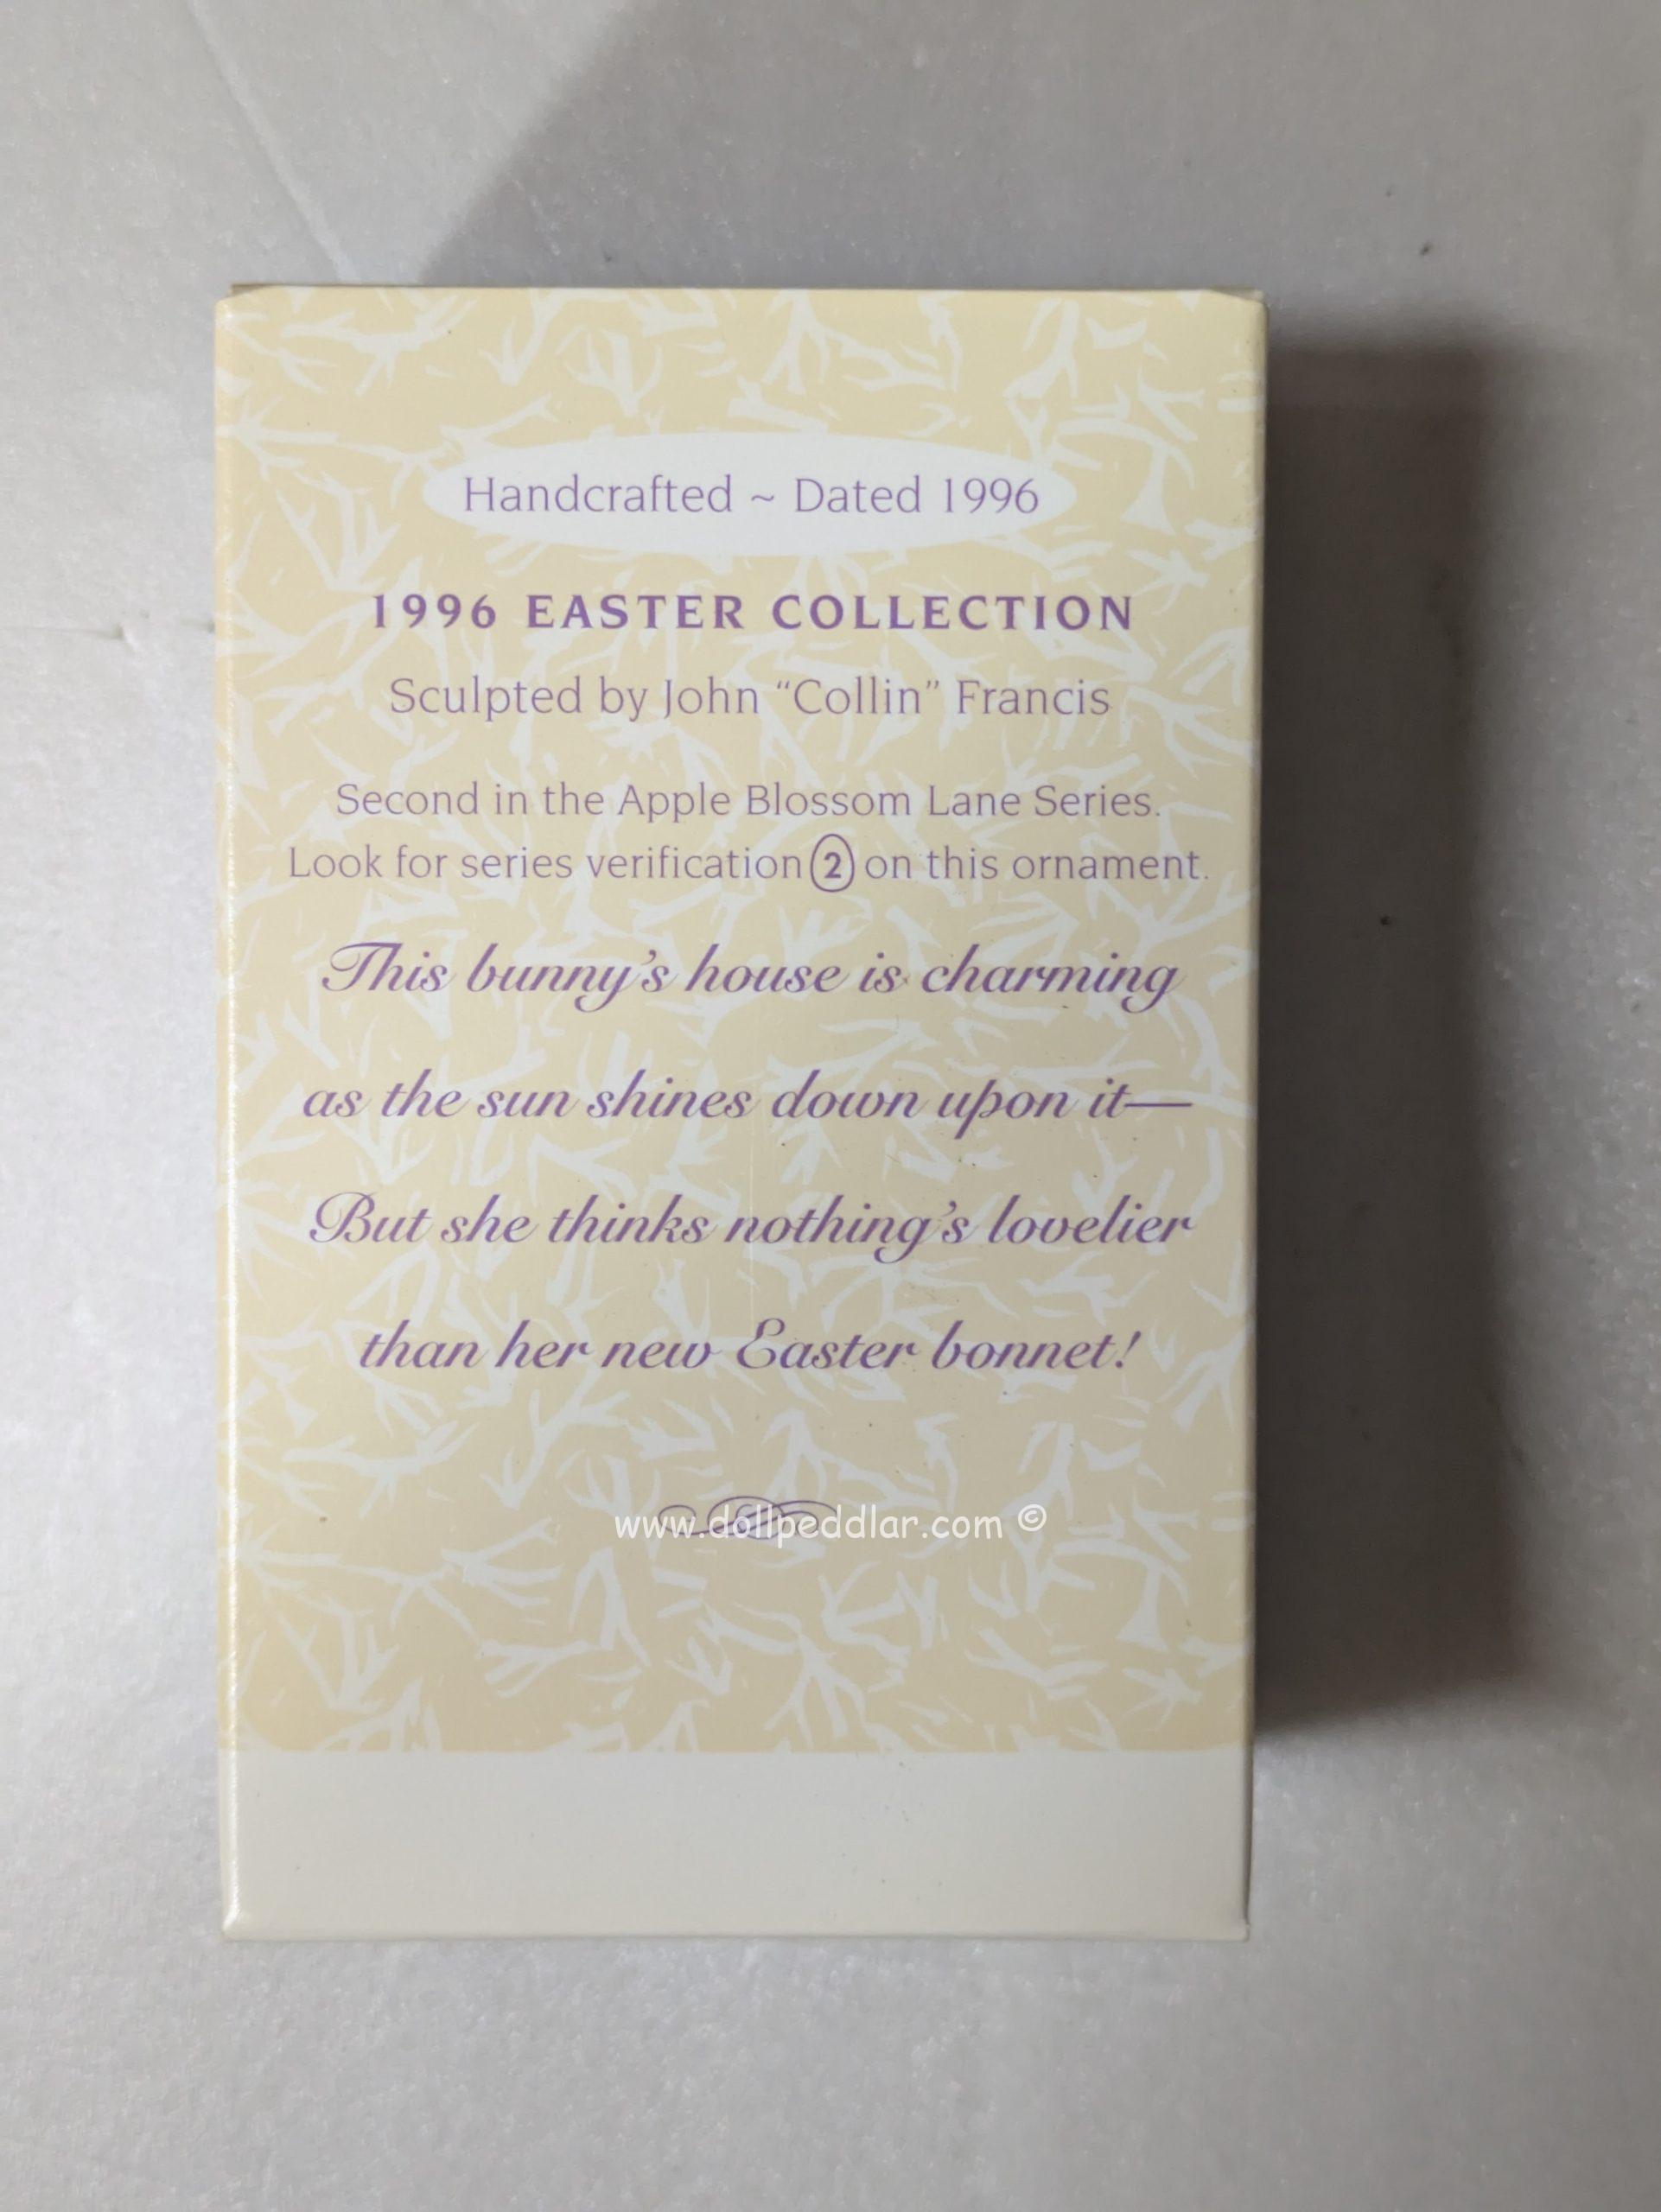 Handcrafted ~ Dated 1996
1996 EASTER COLLECTION
Sculpted by John “Collin” Francis
Second in the Apple Blossom Lane Series.
Look for series verification 2 on this ornament.
This bunny’s house is charming
as the sun shines down upon it—
But she thinks nothing’s lovelier
than her new Easter bonnet!
www.dollpeddlar.com ©